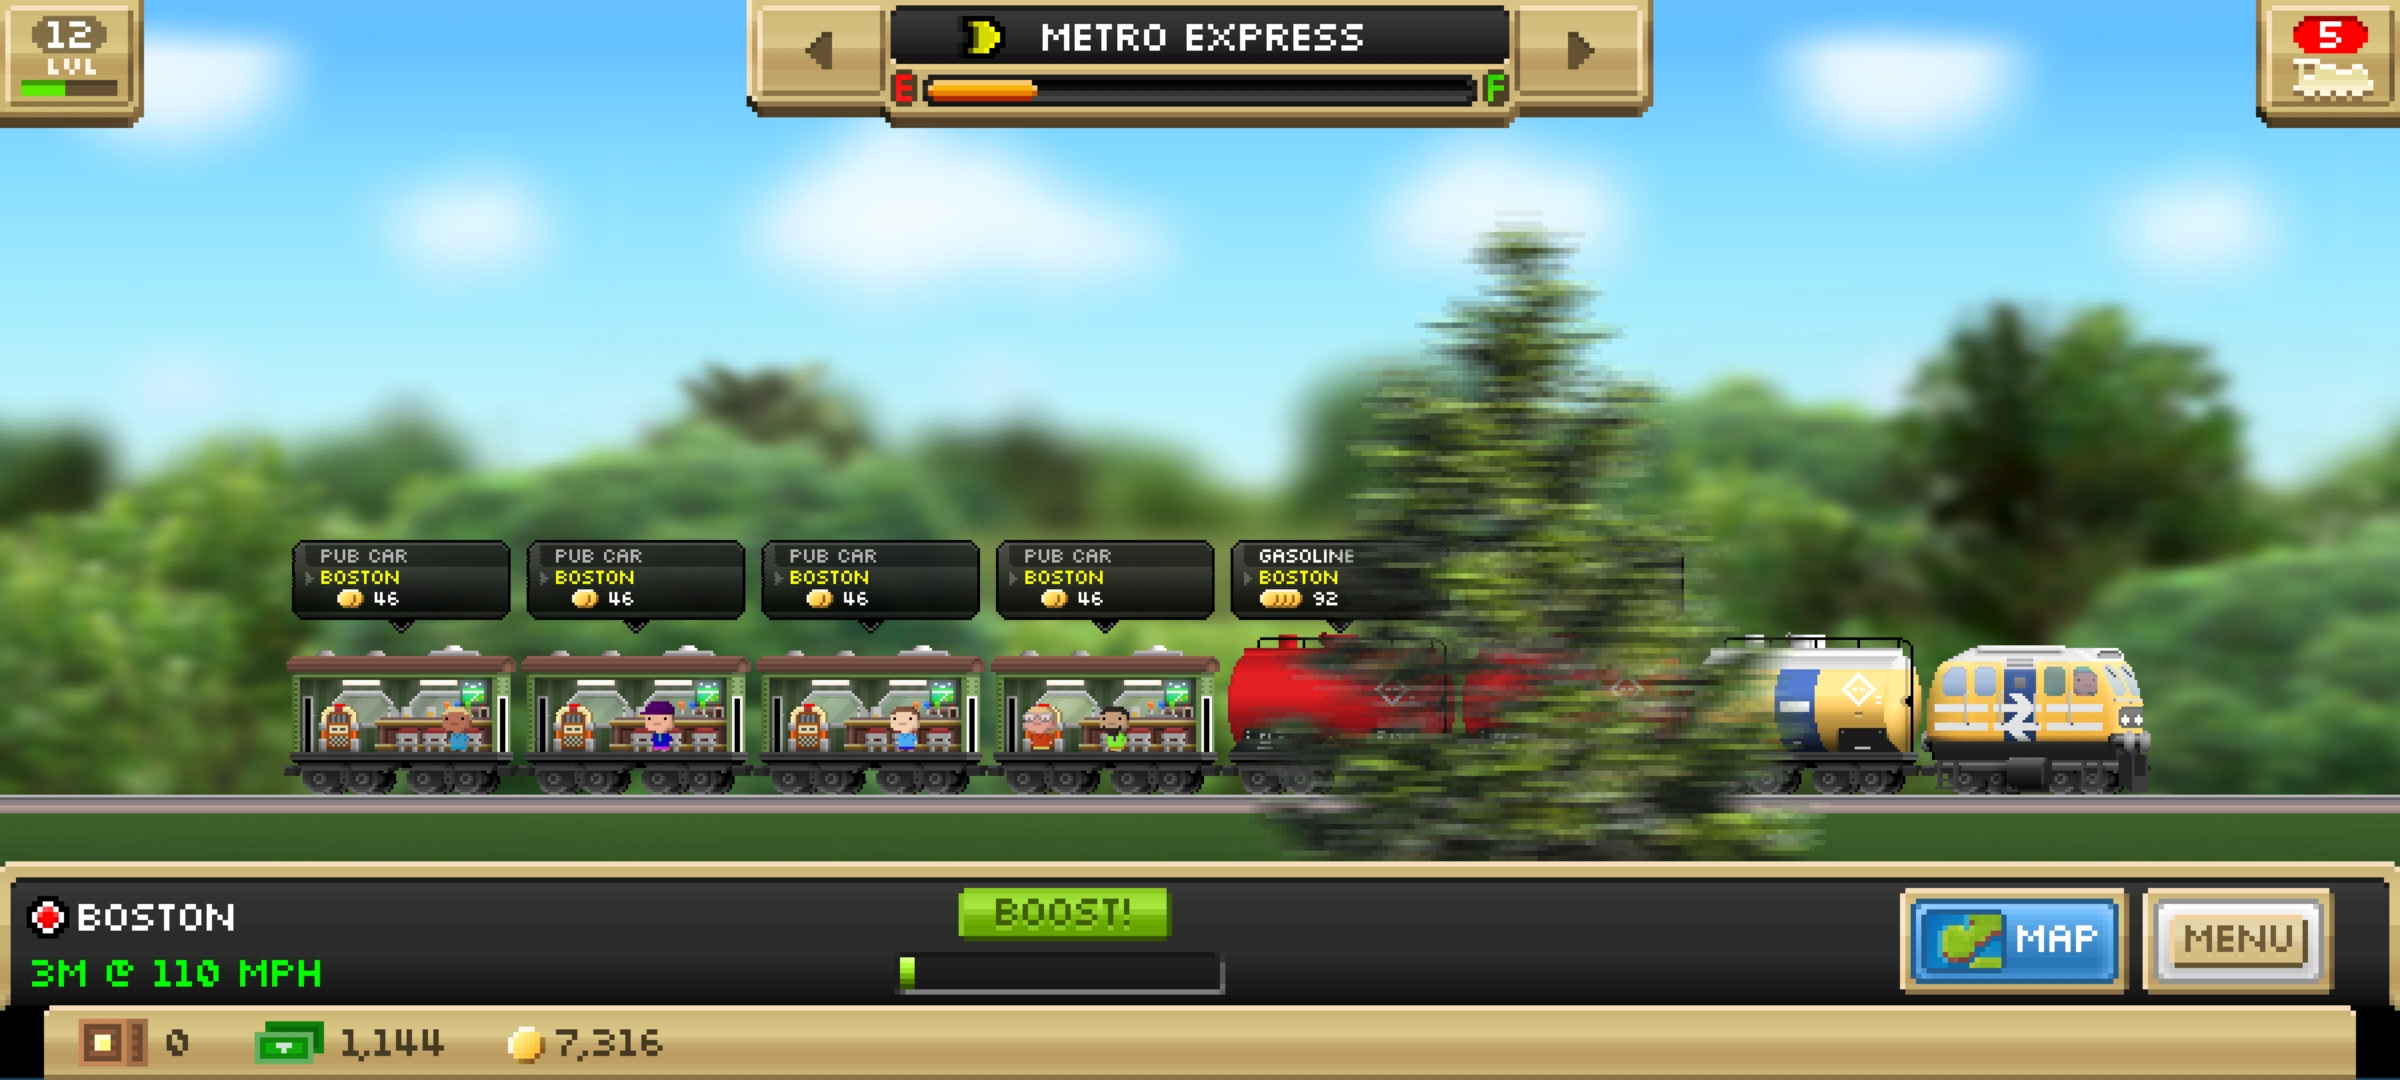 12
LVL
METRO EXPRESS
E F
5
PUB CAR
BOSTON
46
PUB CAR
BOSTON
46
PUB CAR
BOSTON
46
PUB CAR
BOSTON
46
GASOLINE
BOSTON
92
BOSTON
3M @ 110 MPH
BOOST!
MAP
MENU
0
1,144
7,316